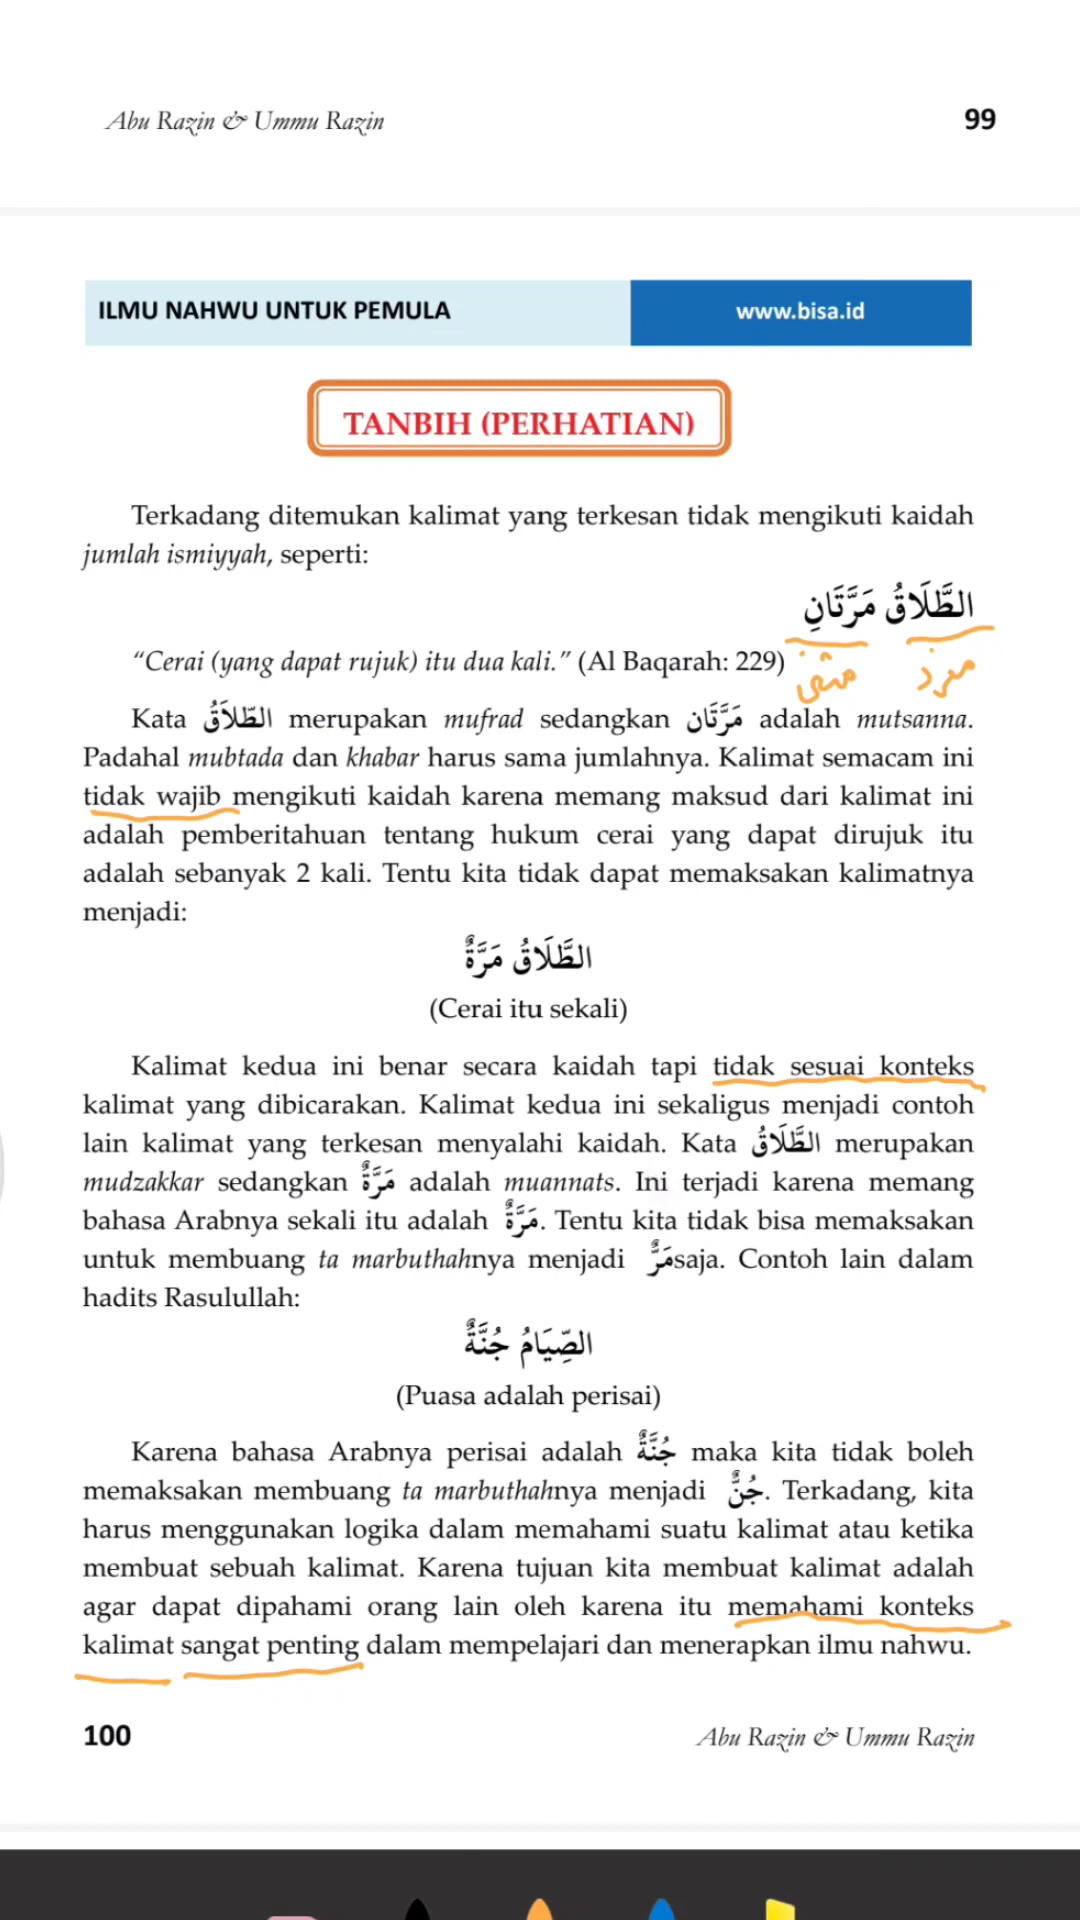 Abu Razin & Ummu Razin 99
ILMU NAHWU UNTUK PEMULA www.bisa.id
TANBIH (PERHATIAN)
Terkadang ditemukan kalimat yang terkesan tidak mengikuti kaidah
jumlah ismiyyah, seperti:
الطَّلَاقُ مَرَّتَانِ
“Cerai (yang dapat rujuk) itu dua kali.” (Al Baqarah: 229)
مفرد مثنى
Kata الطّلاَقُ merupakan mufrad sedangkan مَرَّتَان adalah mutsanna.
Padahal mubtada dan khabar harus sama jumlahnya. Kalimat semacam ini
tidak wajib mengikuti kaidah karena memang maksud dari kalimat ini
adalah pemberitahuan tentang hukum cerai yang dapat dirujuk itu
adalah sebanyak 2 kali. Tentu kita tidak dapat memaksakan kalimatnya
menjadi:
الطَّلَاقُ مَرَّةٌ
(Cerai itu sekali)
Kalimat kedua ini benar secara kaidah tapi tidak sesuai konteks
kalimat yang dibicarakan. Kalimat kedua ini sekaligus menjadi contoh
lain kalimat yang terkesan menyalahi kaidah. Kata الطَّلَاقُ merupakan
mudzakkar sedangkan مَرَّةٌ adalah muannats. Ini terjadi karena memang
bahasa Arabnya sekali itu adalah مَرَّةٌ. Tentu kita tidak bisa memaksakan
untuk membuang ta marbuthahnya menjadi مَرٌّsaja. Contoh lain dalam
hadits Rasulullah:
الصِّيَامُ جُنَّةٌ
(Puasa adalah perisai)
Karena bahasa Arabnya perisai adalah جُنَّةٌ maka kita tidak boleh
memaksakan membuang ta marbuthahnya menjadi جُنٌّ. Terkadang, kita
harus menggunakan logika dalam memahami suatu kalimat atau ketika
membuat sebuah kalimat. Karena tujuan kita membuat kalimat adalah
agar dapat dipahami orang lain oleh karena itu memahami konteks
kalimat sangat penting dalam mempelajari dan menerapkan ilmu nahwu.
100 Abu Razin & Ummu Razin